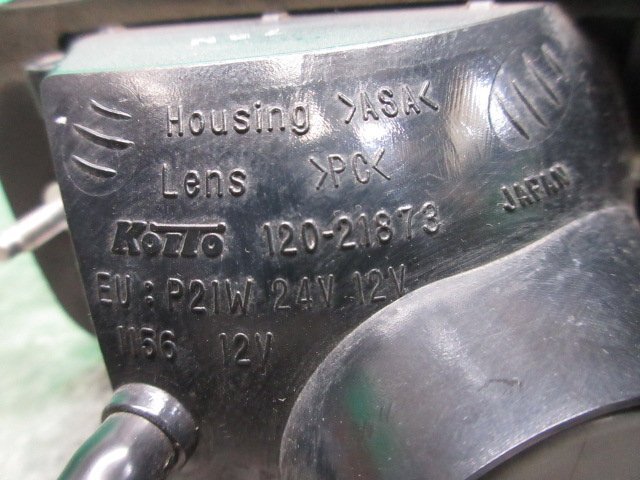 Housing >ASA<
Lens >PC<
KOITO 120-21873
JAPAN
EU : P21W 24V 12V
1156 12V